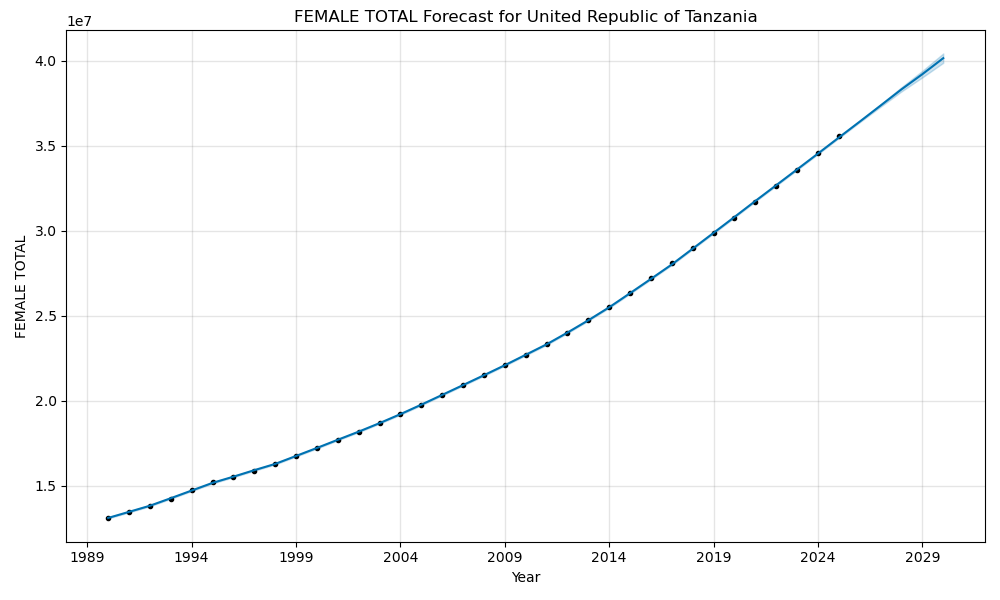 FEMALE TOTAL Forecast for United Republic of Tanzania
1e7
4.0
3.5
3.0
2.5
2.0
1.5
FEMALE TOTAL
1989 1994 1999 2004 2009 2014 2019 2024 2029
Year